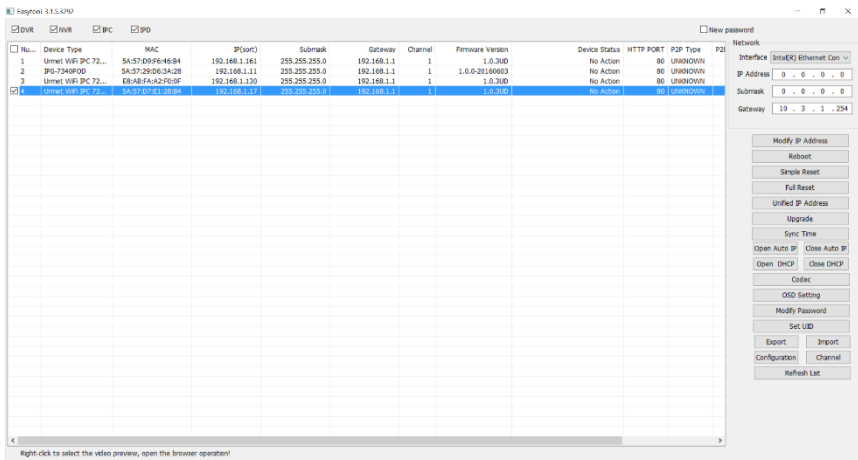 Easytool 3.1.5.3292
DVR NVR IPC IPD New password
Nu... Device Type MAC IP(sort) Submask Gateway Channel Firmware Version Device Status HTTP PORT P2P Type P2I
1 Urmet WiFi IPC 72... 5A:57:D9:F6:46:84 192.168.1.161 255.255.255.0 192.168.1.1 1 1.0.3UD No Action 80 UNKNOWN
2 IPG-7340POD 5A:57:29:D6:3A:28 192.168.1.11 255.255.255.0 192.168.1.1 1 1.0.0-20160603 No Action 80 UNKNOWN
3 Urmet WiFi IPC 72... E8:AB:FA:A2:F0:0F 192.168.1.130 255.255.255.0 192.168.1.1 1 1.0.3UD No Action 80 UNKNOWN
4 Urmet WiFi IPC 72... 5A:57:D7:E1:28:84 192.168.1.17 255.255.255.0 192.168.1.1 1 1.0.3UD No Action 80 UNKNOWN
Network
Interface Intel(R) Ethernet Con
IP Address 0 . 0 . 0 . 0
Submask 0 . 0 . 0 . 0
Gateway 10 . 3 . 1 . 254
Modify IP Address
Reboot
Simple Reset
Full Reset
Unified IP Address
Upgrade
Sync Time
Open Auto IP Close Auto IP
Open DHCP Close DHCP
Codec
OSD Setting
Modify Password
Set UID
Export Import
Configuration Channel
Refresh List
Right-click to select the video preview, open the browser operation!